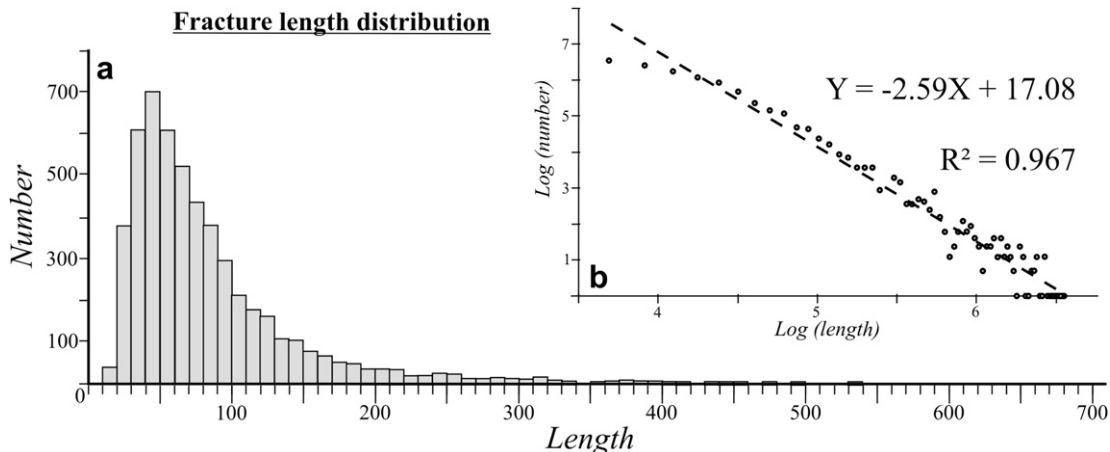 Fracture length distribution
a
Number
700
500
300
100
0
100
200
300
400
500
600
700
Length
7
5
3
1
Log (number)
Y = -2.59X + 17.08
R² = 0.967
b
4
5
6
Log (length)